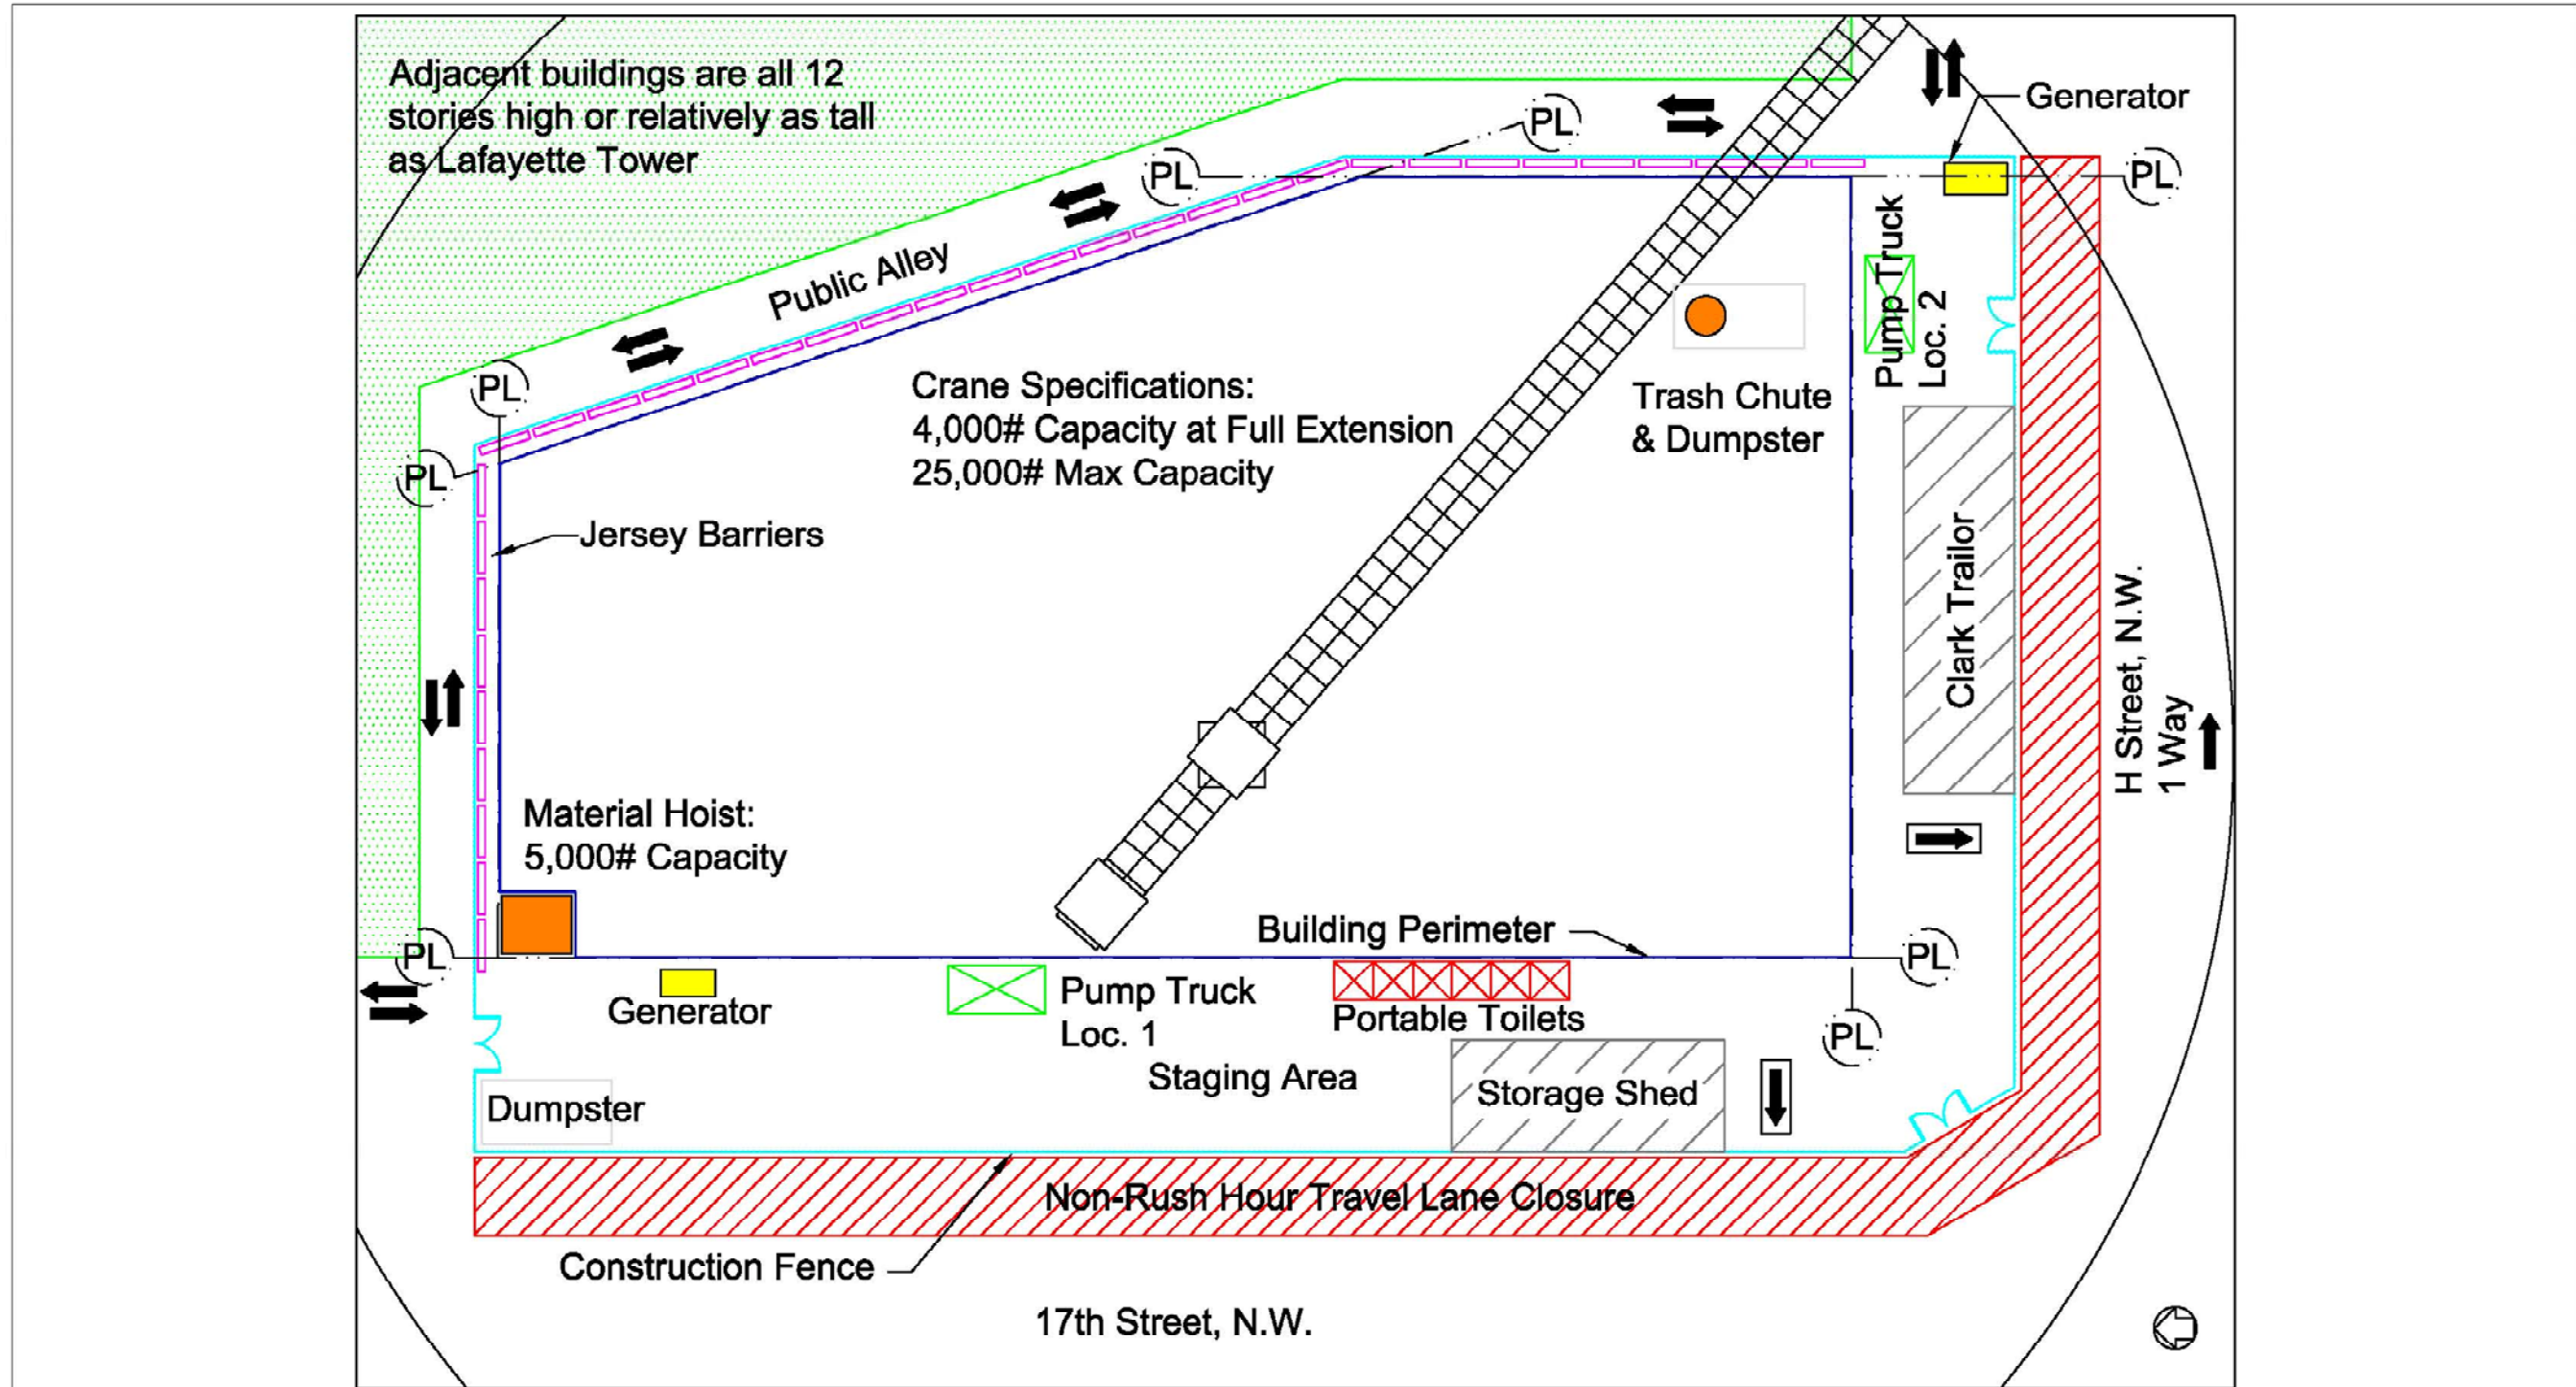 Adjacent buildings are all 12
stories high or relatively as tall
as Lafayette Tower
PL
PL
PL
Generator
Public Alley
PL
PL
Pump Truck
Loc. 2
Crane Specifications:
4,000# Capacity at Full Extension
25,000# Max Capacity
Trash Chute
& Dumpster
PL
Jersey Barriers
Clark Trailor
H Street, N.W.
1 Way
Material Hoist:
5,000# Capacity
Building Perimeter
PL
PL
Generator
Pump Truck
Loc. 1
Portable Toilets
PL
Staging Area
Storage Shed
Dumpster
Non-Rush Hour Travel Lane Closure
Construction Fence
17th Street, N.W.